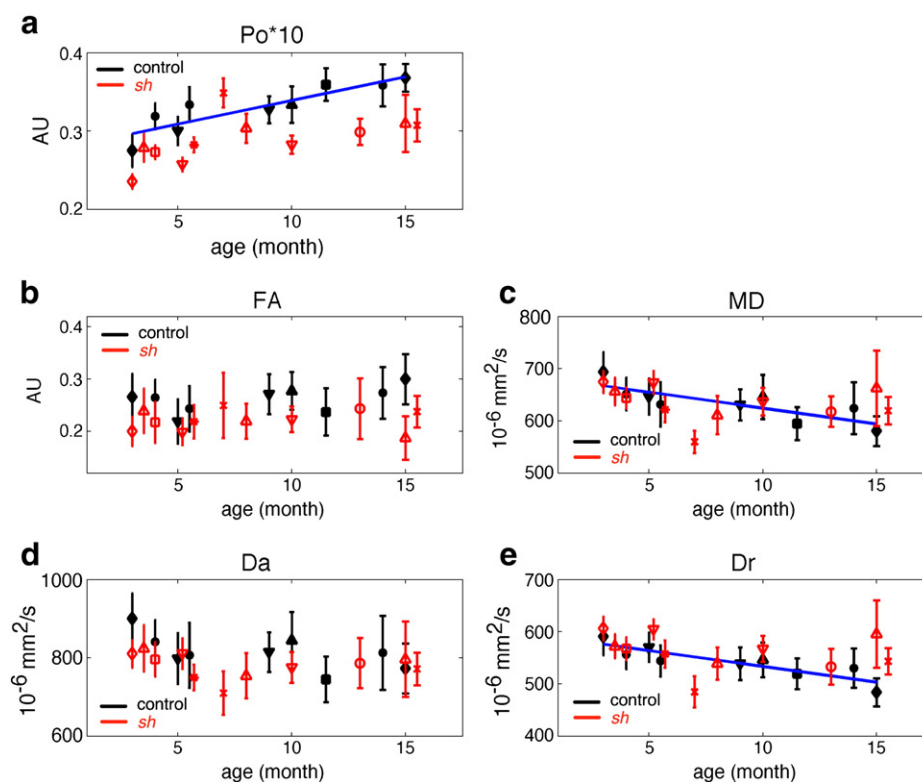 a
Po*10
0.4
control
sh
0.3
AU
0.2
5 10 15
age (month)
b
FA
0.4
control
sh
0.3
AU
0.2
5 10 15
age (month)
c
MD
800
700
10-6 mm2/s
600
control
sh
500
5 10 15
age (month)
d
Da
1000
800
10-6 mm2/s
control
sh
600
5 10 15
age (month)
e
Dr
700
600
10-6 mm2/s
500
control
sh
400
5 10 15
age (month)